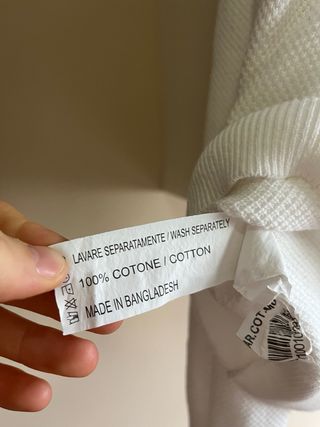 LAVARE SEPARATAMENTE / WASH SEPARATELY
100% COTONE / COTTON
MADE IN BANGLADESH